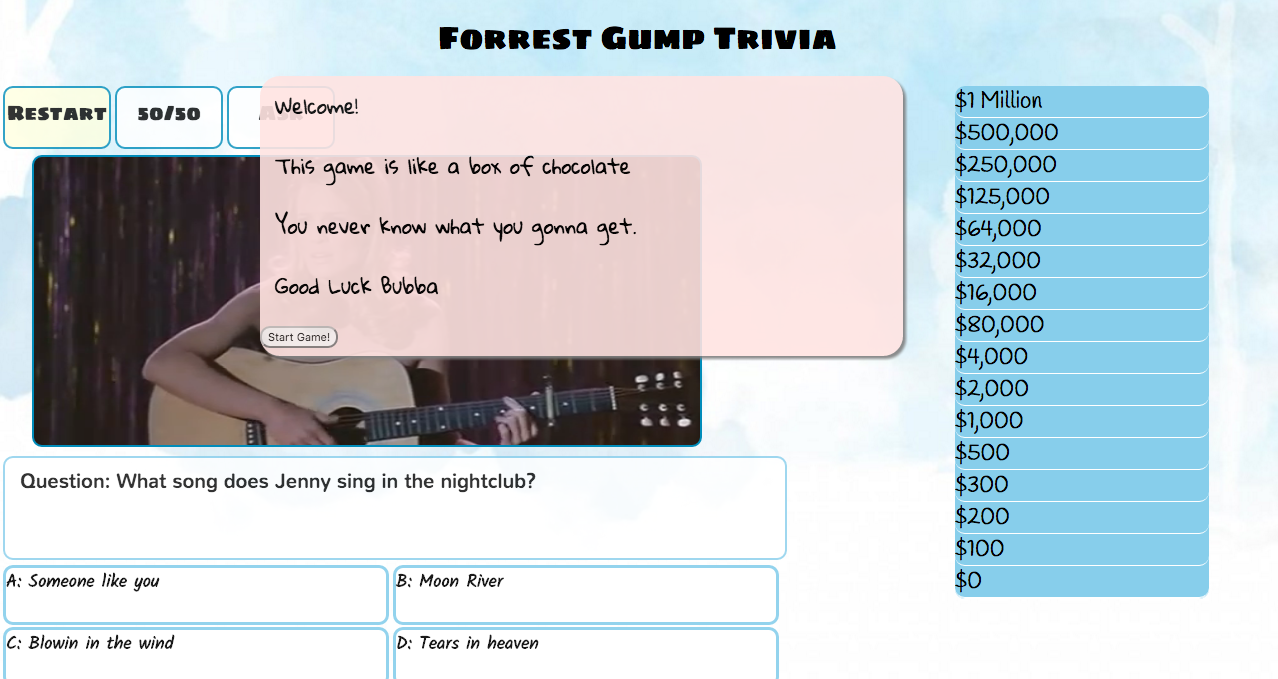 Forrest Gump Trivia
Restart
50/50
Ask
Welcome!
This game is like a box of chocolate
You never know what you gonna get.
Good Luck Bubba
Start Game!
Question: What song does Jenny sing in the nightclub?
A: Someone like you
B: Moon River
C: Blowin in the wind
D: Tears in heaven
$1 Million
$500,000
$250,000
$125,000
$64,000
$32,000
$16,000
$80,000
$4,000
$2,000
$1,000
$500
$300
$200
$100
$0